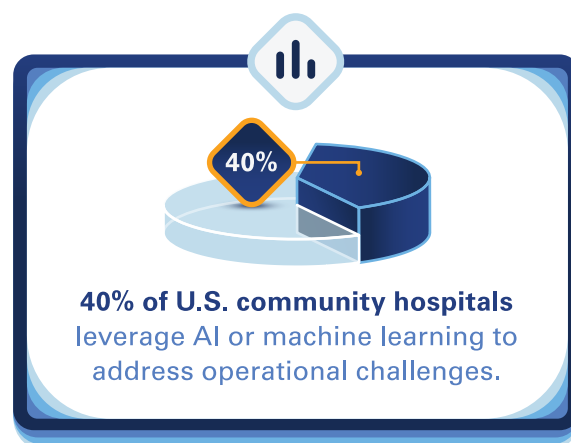 40%
40% of U.S. community hospitals
leverage AI or machine learning to
address operational challenges.